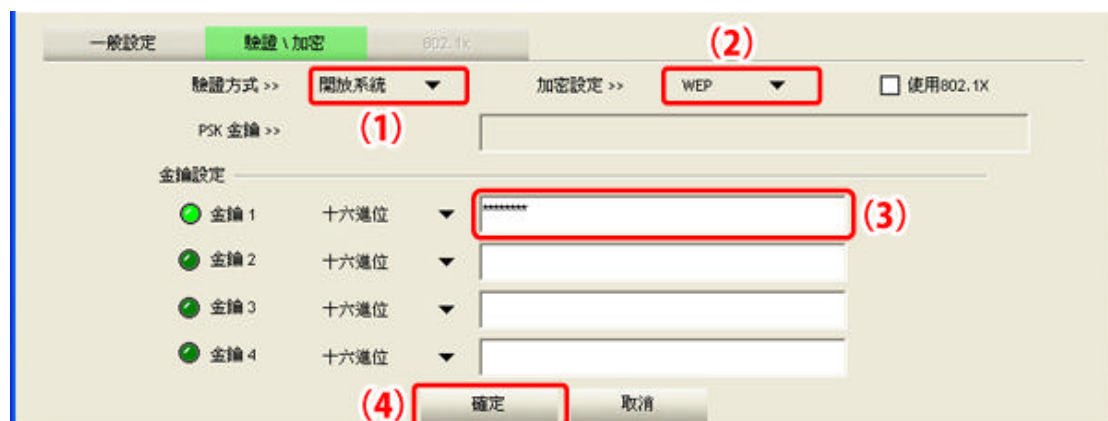 一般設定 驗證 \ 加密 802.1x
(2)
驗證方式 >> 開放系統 加密設定 >> WEP 使用802.1X
PSK 金鑰 >> (1)
金鑰設定
金鑰 1 十六進位 ******** (3)
金鑰 2 十六進位
金鑰 3 十六進位
金鑰 4 十六進位
(4) 確定 取消